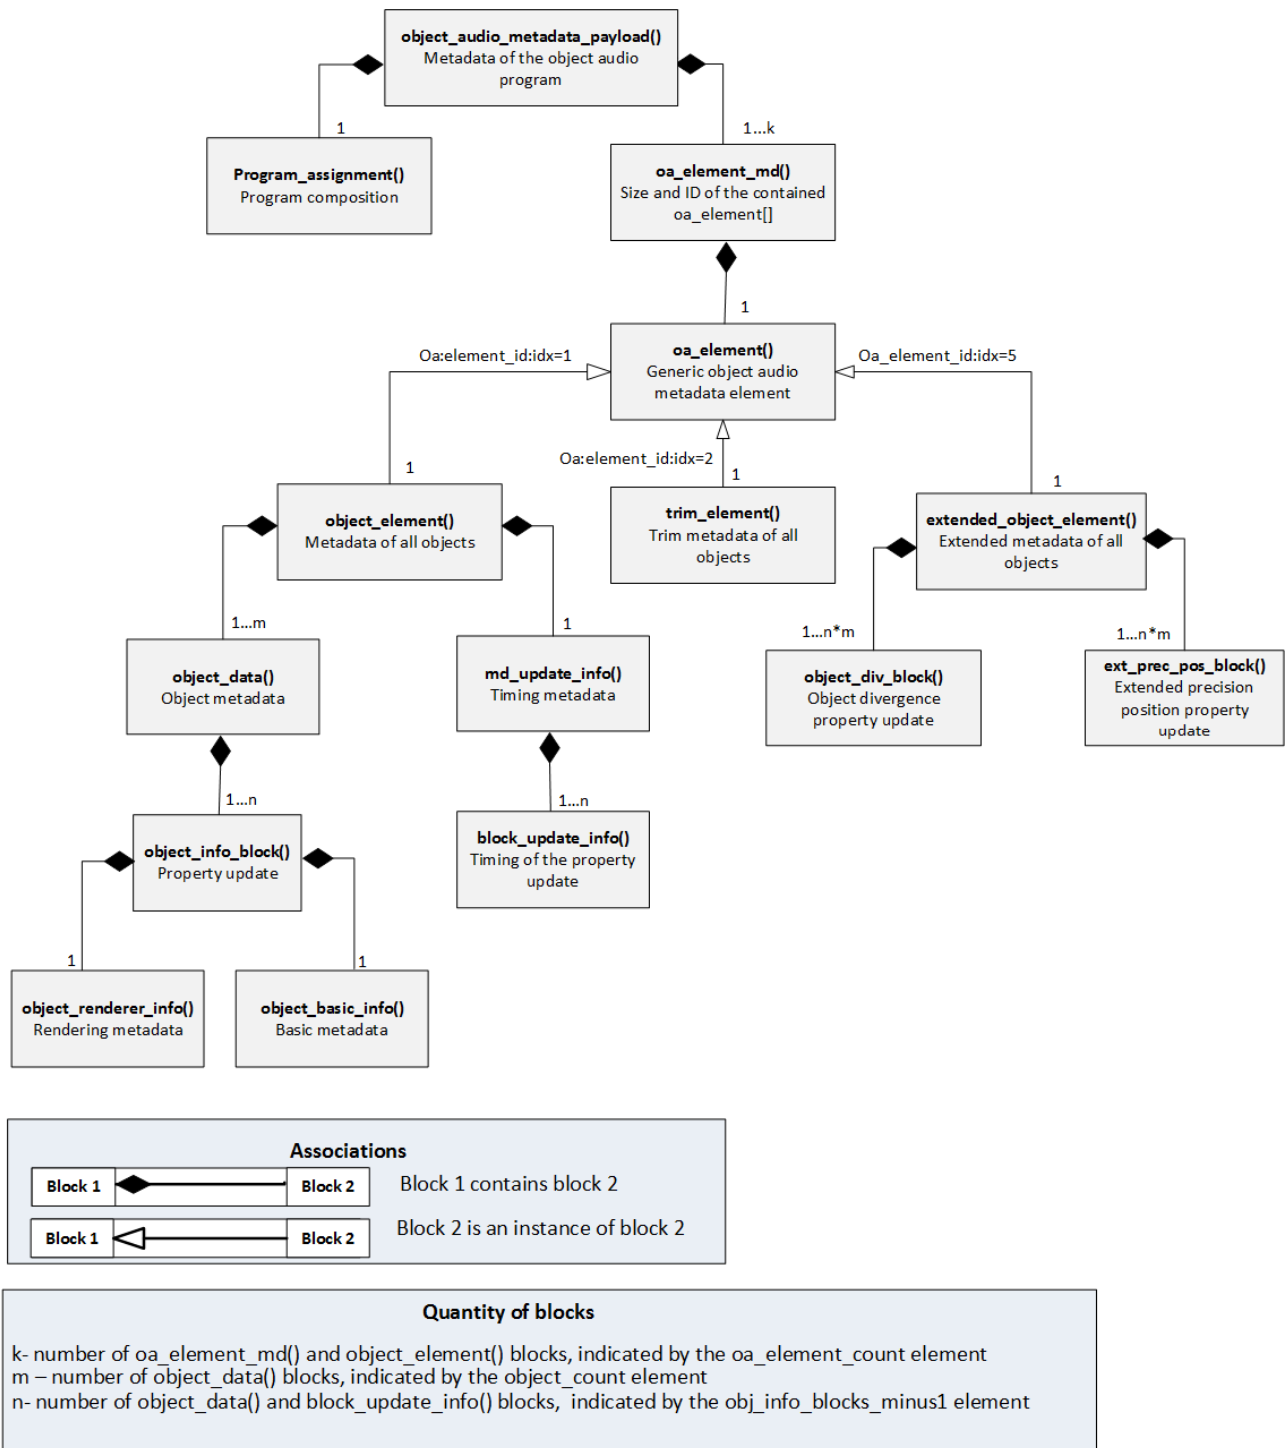 object_audio_metadata_payload()
Metadata of the object audio
program
1
1...k
Program_assignment()
Program composition
oa_element_md()
Size and ID of the contained
oa_element[]
1
oa_element()
Generic object audio
metadata element
Oa:element_id:idx=1
Oa_element_id:idx=5
Oa:element_id:idx=2
1
1
1
object_element()
Metadata of all objects
trim_element()
Trim metadata of all
objects
extended_object_element()
Extended metadata of all
objects
1...m
1
1...n*m
1...n*m
object_data()
Object metadata
md_update_info()
Timing metadata
object_div_block()
Object divergence
property update
ext_prec_pos_block()
Extended precision
position property
update
1...n
1...n
object_info_block()
Property update
block_update_info()
Timing of the property
update
1
1
object_renderer_info()
Rendering metadata
object_basic_info()
Basic metadata
Associations
Block 1
Block 2
Block 1 contains block 2
Block 1
Block 2
Block 2 is an instance of block 2
Quantity of blocks
k- number of oa_element_md() and object_element() blocks, indicated by the oa_element_count element
m – number of object_data() blocks, indicated by the object_count element
n- number of object_data() and block_update_info() blocks,  indicated by the obj_info_blocks_minus1 element